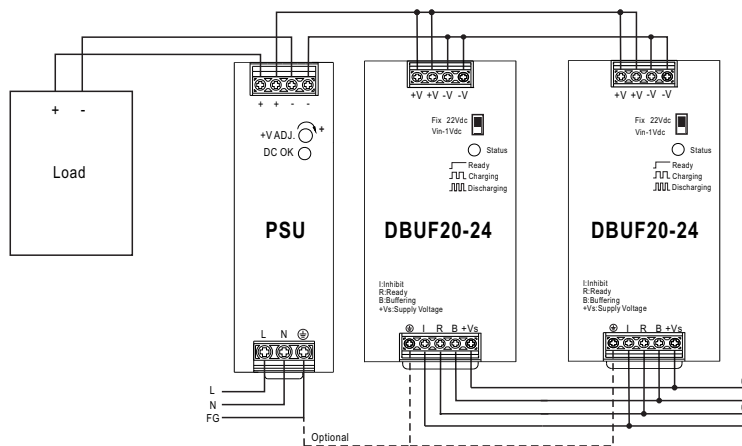 + -
Load
+ + - -
+V ADJ.
+
DC OK
PSU
L N
L
N
FG
Optional
+V +V -V -V
Fix 22Vdc
Vin-1Vdc
Status
Ready
Charging
Discharging
DBUF20-24
I:Inhibit
R:Ready
B:Buffering
+Vs:Supply Voltage
I R B +Vs
+V +V -V -V
Fix 22Vdc
Vin-1Vdc
Status
Ready
Charging
Discharging
DBUF20-24
I:Inhibit
R:Ready
B:Buffering
+Vs:Supply Voltage
I R B +Vs